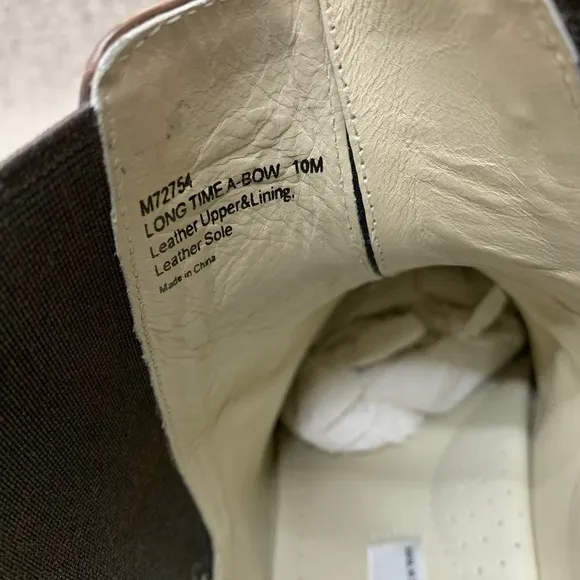 M72754
LONG TIME A-BOW 10M
Leather Upper&Lining,
Leather Sole
Made in China